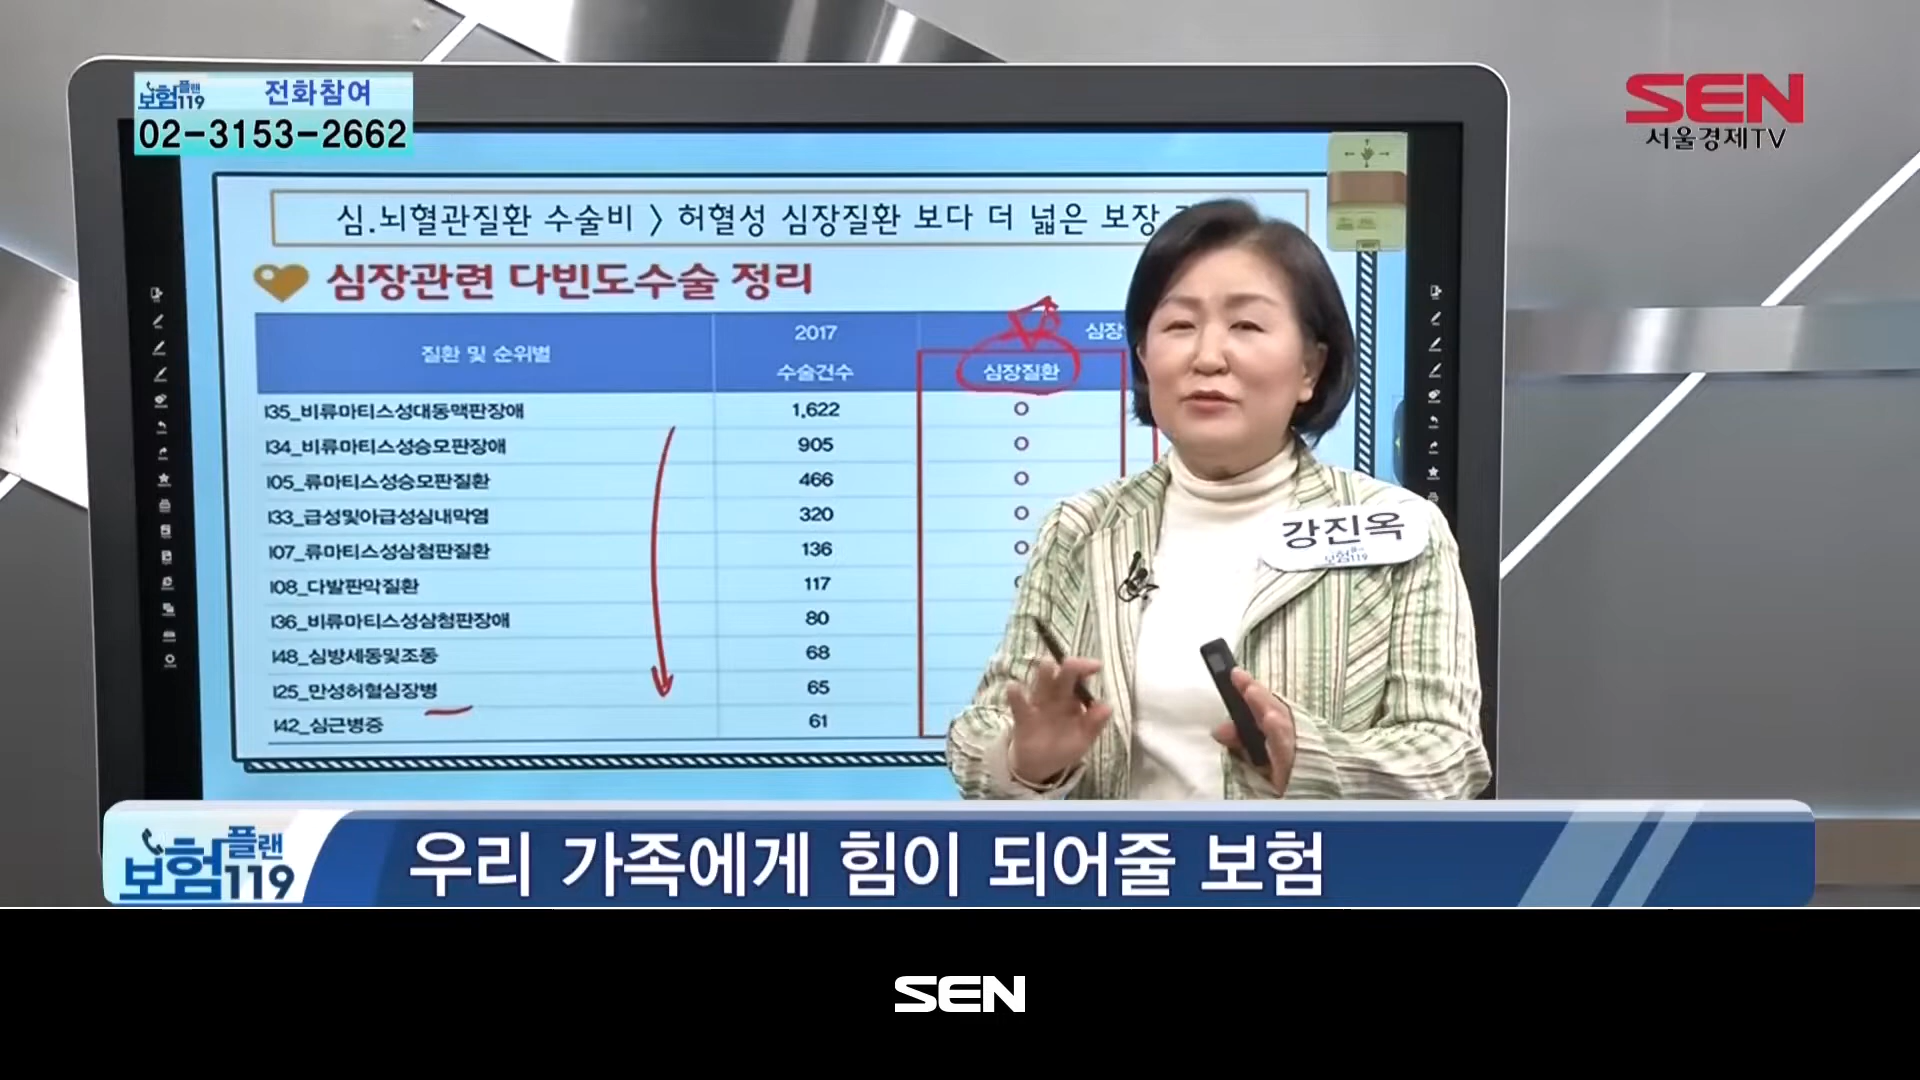 보험플랜119 전화참여
02-3153-2662
SEN
서울경제TV
심.뇌혈관질환 수술비 > 허혈성 심장질환 보다 더 넓은 보장
심장관련 다빈도수술 정리
질환 및 순위별 2017 수술건수 심장
심장질환
I35_비류마티스성대동맥판장애 1,622 ○
I34_비류마티스성승모판장애 905 ○
I05_류마티스성승모판질환 466 ○
I33_급성및아급성심내막염 320 ○
I07_류마티스성삼첨판질환 136 ○
I08_다발판막질환 117
I36_비류마티스성삼첨판장애 80
I48_심방세동및조동 68
I25_만성허혈심장병 65
I42_심근병증 61
강진옥
보험플랜119
보험플랜119
우리 가족에게 힘이 되어줄 보험
SEN